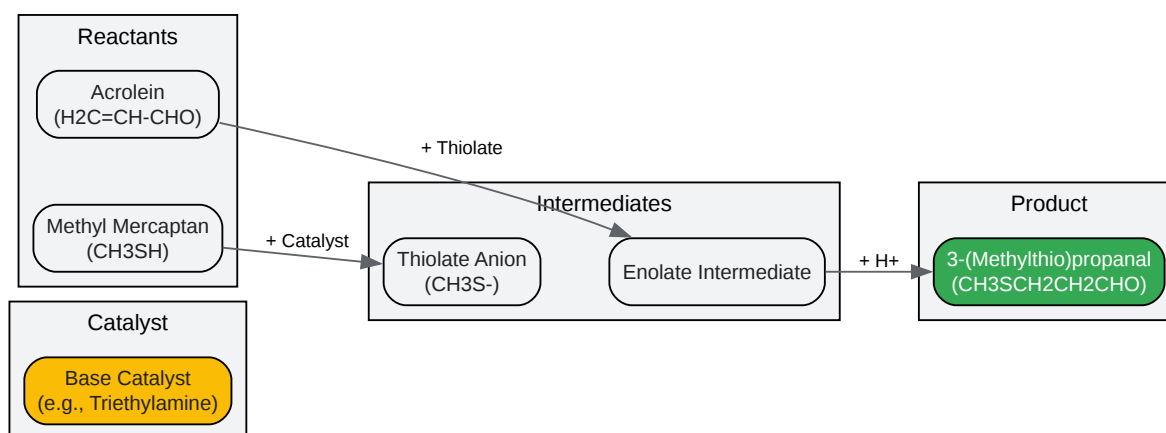 Reactants
Acrolein
(H2C=CH-CHO)
+ Thiolate
Methyl Mercaptan
(CH3SH)
+ Catalyst
Intermediates
Thiolate Anion
(CH3S-)
Enolate Intermediate
+ H+
Product
3-(Methylthio)propanal
(CH3SCH2CH2CHO)
Catalyst
Base Catalyst
(e.g., Triethylamine)